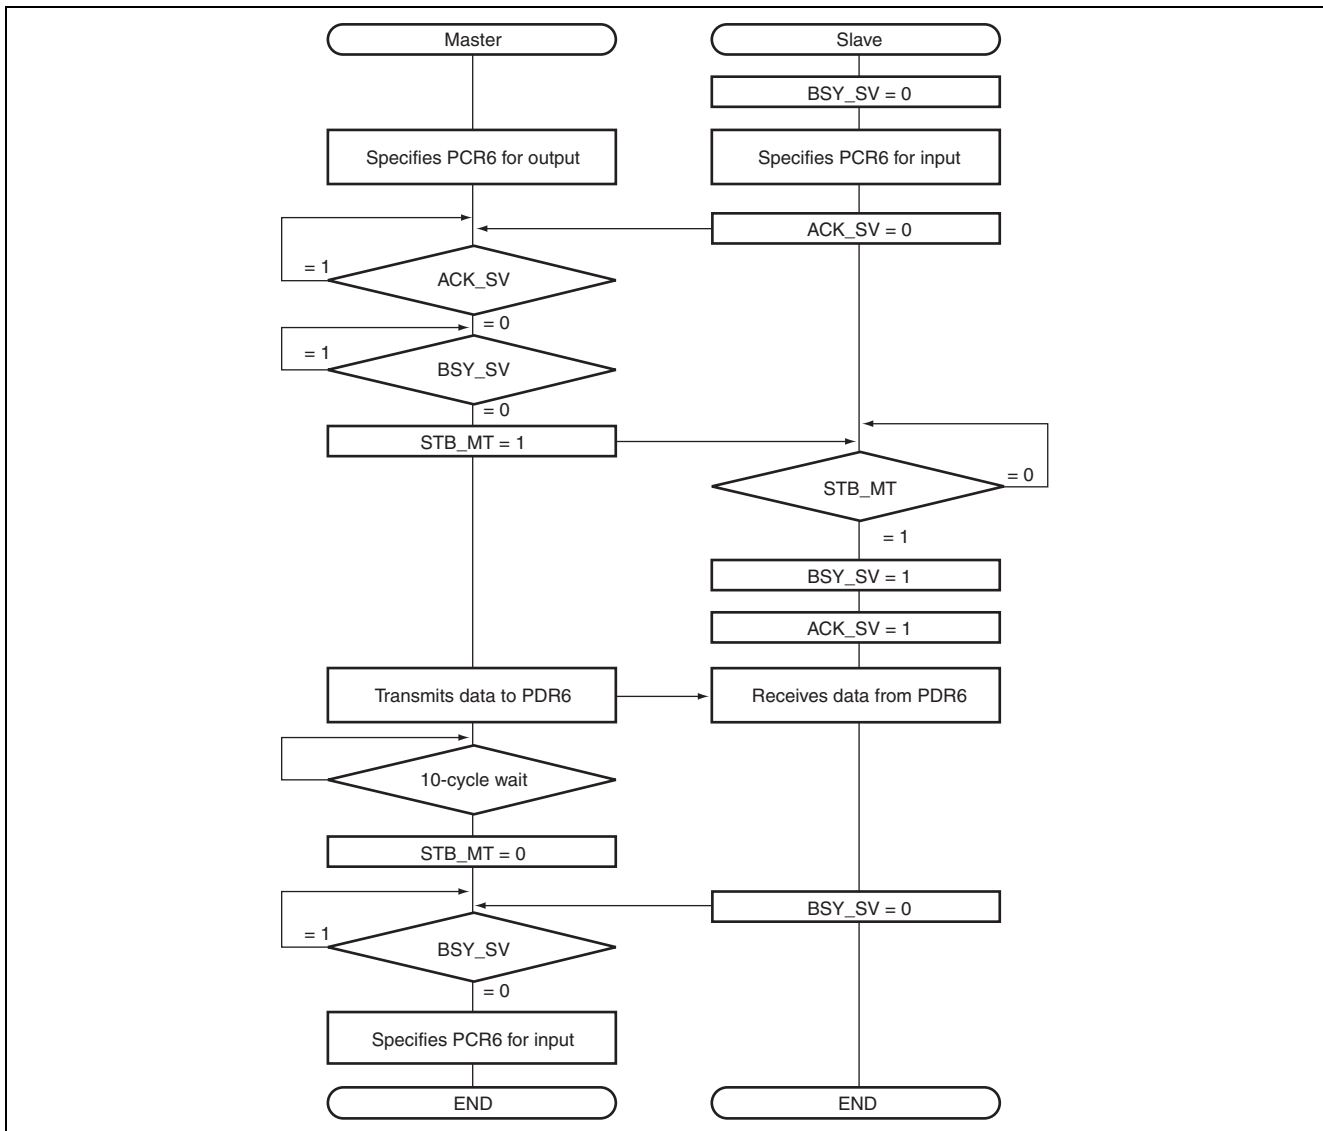 Master
Slave
BSY_SV = 0
Specifies PCR6 for output
Specifies PCR6 for input
ACK_SV = 0
= 1
ACK_SV
= 0
= 1
BSY_SV
= 0
STB_MT = 1
STB_MT
= 0
= 1
BSY_SV = 1
ACK_SV = 1
Transmits data to PDR6
Receives data from PDR6
10-cycle wait
STB_MT = 0
BSY_SV = 0
= 1
BSY_SV
= 0
Specifies PCR6 for input
END
END